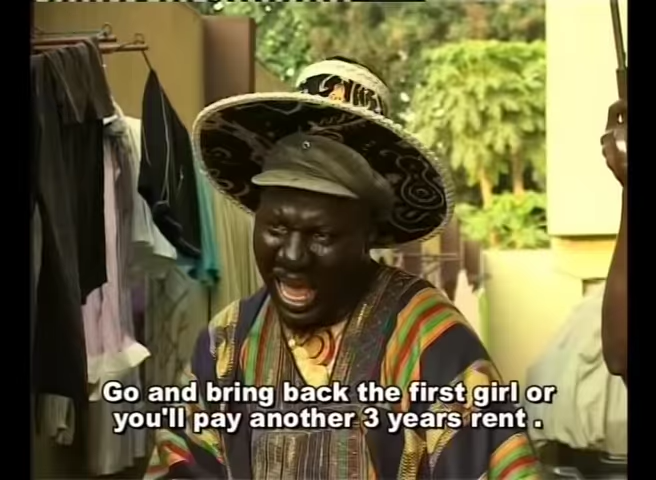 Go and bring back the first girl or
you'll pay another 3 years rent .